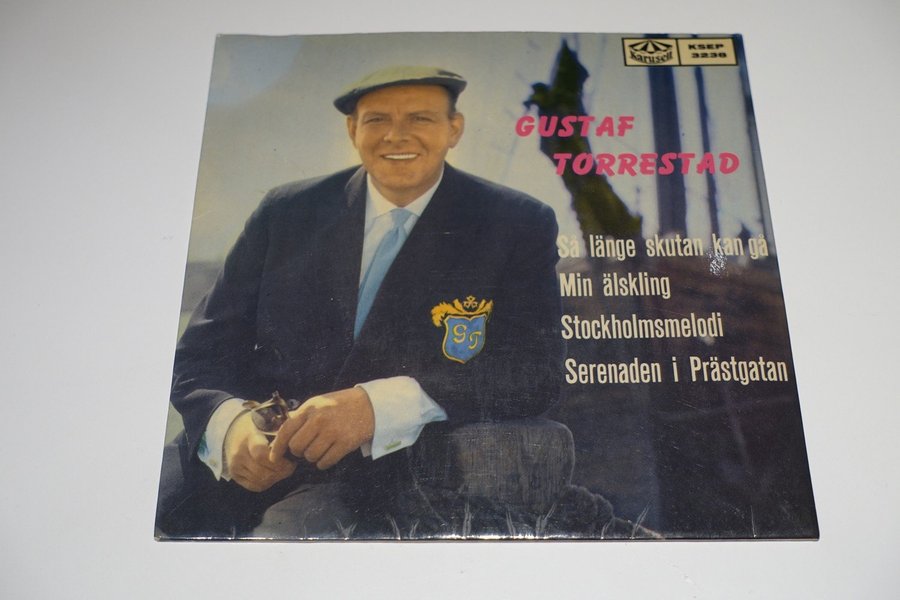 Karusell
KSEP
3238
GUSTAF
TORRESTAD
Så länge skutan kan gå
Min älskling
Stockholmsmelodi
Serenaden i Prästgatan
GT